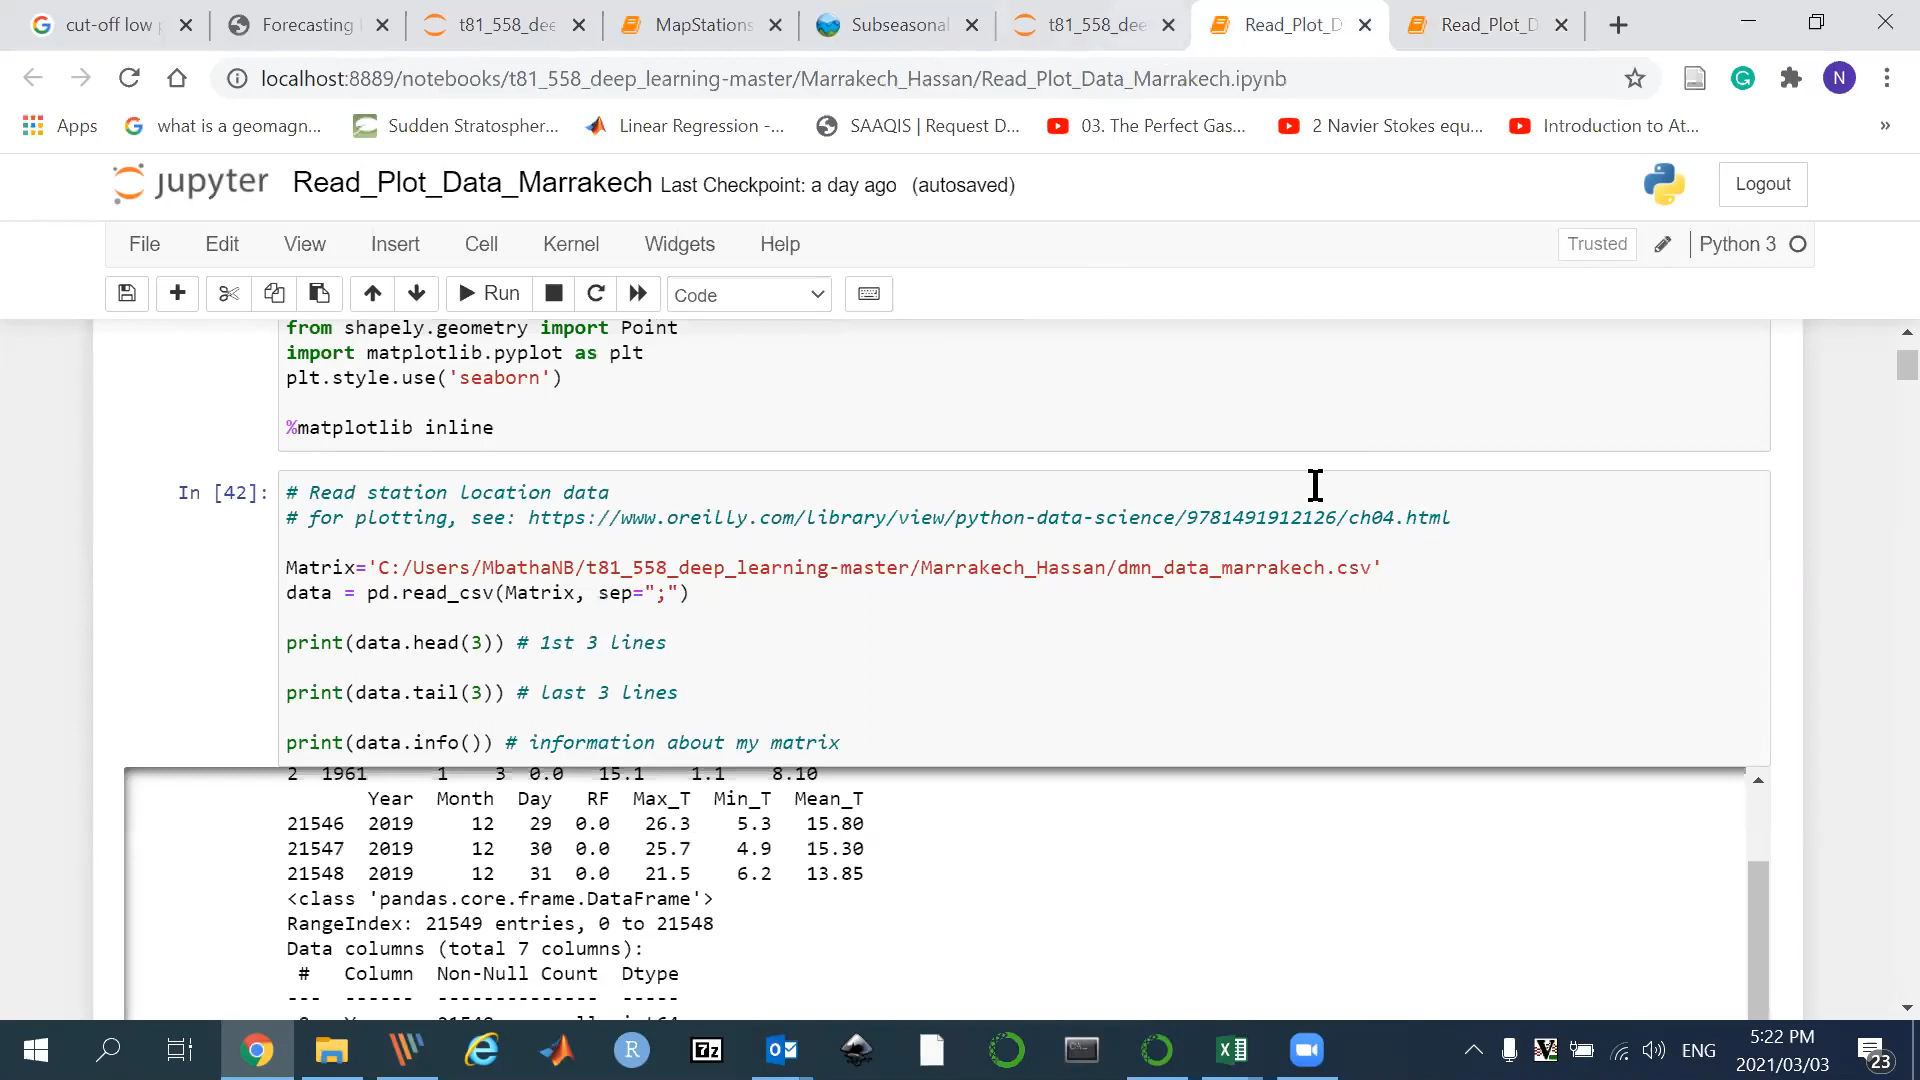 cut-off low p
Forecasting
t81_558_dee
MapStations
Subseasonal
t81_558_dee
Read_Plot_D
Read_Plot_D
localhost:8889/notebooks/t81_558_deep_learning-master/Marrakech_Hassan/Read_Plot_Data_Marrakech.ipynb
N
Apps
what is a geomagn...
Sudden Stratospher...
Linear Regression -...
SAAQIS | Request D...
03. The Perfect Gas...
2 Navier Stokes equ...
Introduction to At...
»
jupyter Read_Plot_Data_Marrakech Last Checkpoint: a day ago (autosaved)
Logout
File Edit View Insert Cell Kernel Widgets Help
Trusted Python 3
Run Code
from shapely.geometry import Point
import matplotlib.pyplot as plt
plt.style.use('seaborn')
%matplotlib inline
In [42]:
# Read station location data
# for plotting, see: https://www.oreilly.com/library/view/python-data-science/9781491912126/ch04.html
Matrix='C:/Users/MbathaNB/t81_558_deep_learning-master/Marrakech_Hassan/dmn_data_marrakech.csv'
data = pd.read_csv(Matrix, sep=";")
print(data.head(3)) # 1st 3 lines
print(data.tail(3)) # last 3 lines
print(data.info()) # information about my matrix
2 1961 1 3 0.0 15.1 1.1 8.10
Year Month Day RF Max_T Min_T Mean_T
21546 2019 12 29 0.0 26.3 5.3 15.80
21547 2019 12 30 0.0 25.7 4.9 15.30
21548 2019 12 31 0.0 21.5 6.2 13.85
<class 'pandas.core.frame.DataFrame'>
RangeIndex: 21549 entries, 0 to 21548
Data columns (total 7 columns):
# Column Non-Null Count Dtype
--- ------ -------------- -----
R
7z
ENG
5:22 PM
2021/03/03
23